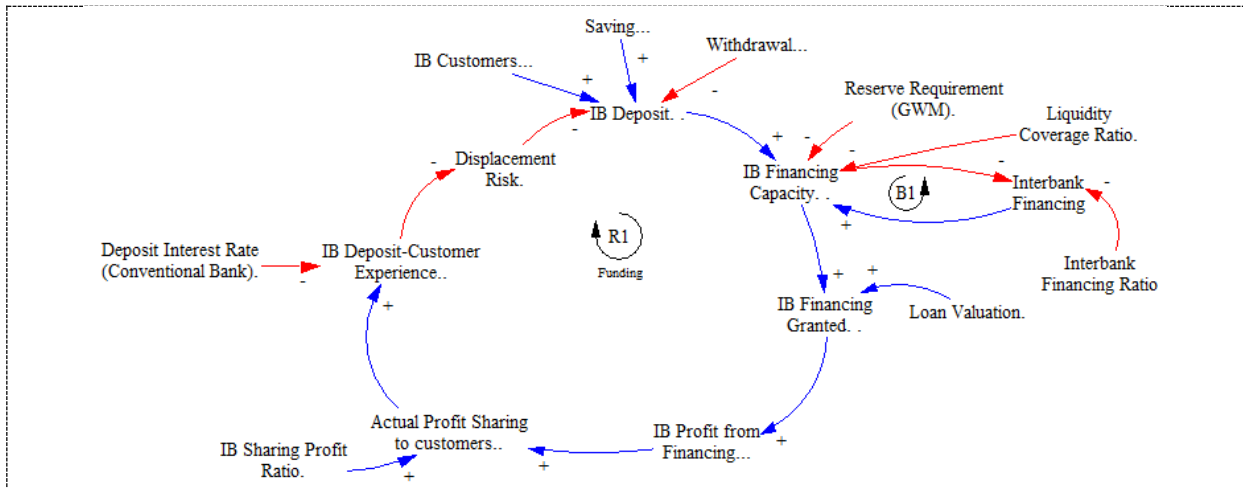 Saving...
+
IB Customers...
+
Withdrawal...
-
IB Deposit. . .
-
+
Reserve Requirement
(GWM).
-
Liquidity
Coverage Ratio.
-
IB Financing
Capacity. .
-
Interbank
Financing
-
+
B1
Interbank
Financing Ratio
Displacement
Risk.
-
R1
Funding
Deposit Interest Rate
(Conventional Bank).
-
IB Deposit-Customer
Experience..
+
+
+
IB Financing
Granted. .
Loan Valuation.
Actual Profit Sharing
to customers..
+
IB Profit from
Financing...
+
IB Sharing Profit
Ratio.
+